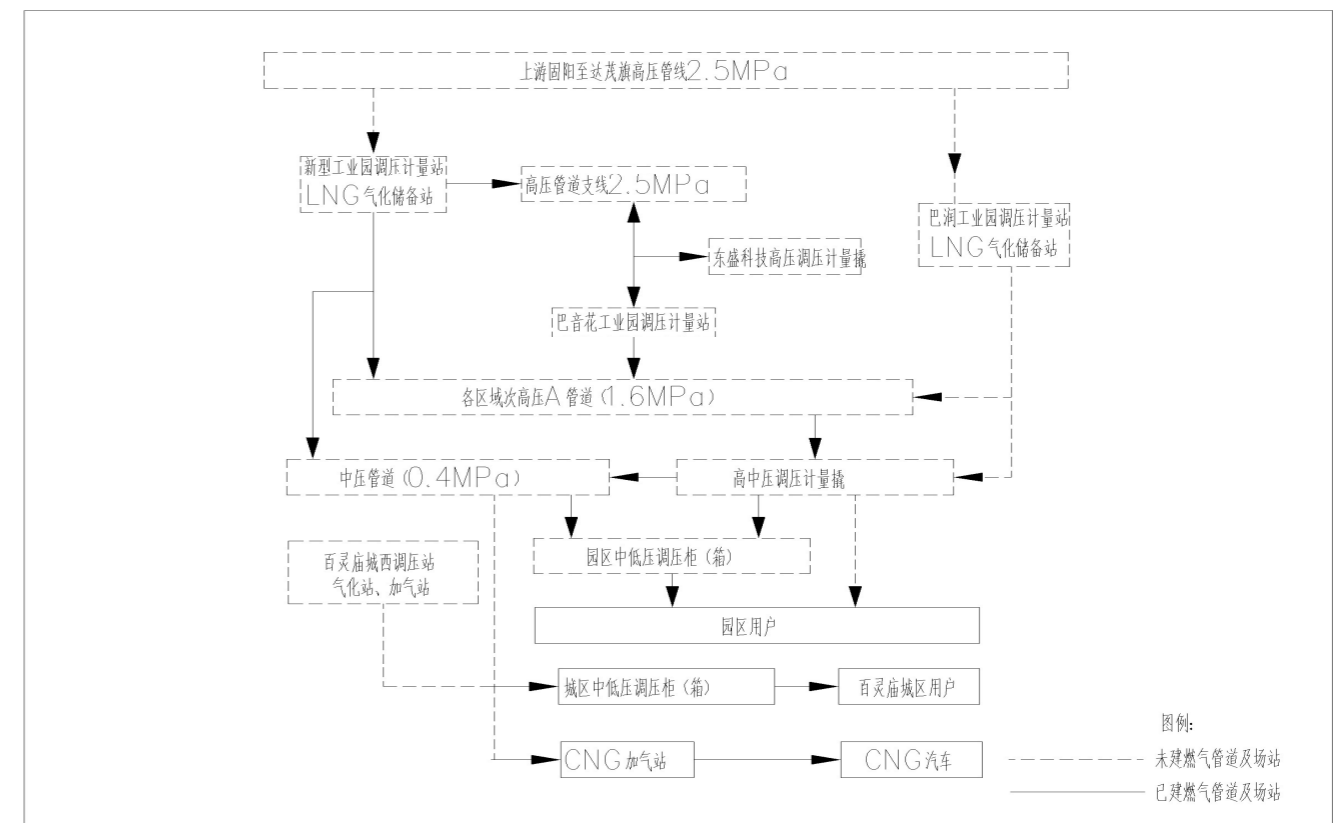 上游固阳至达茂旗高压管线2.5MPa
新型工业园调压计量站
LNG气化储备站
高压管道支线2.5MPa
巴润工业园调压计量站
LNG气化储备站
东盛科技高压调压计量撬
巴音花工业园调压计量站
各区域次高压A管道(1.6MPa)
中压管道(0.4MPa)
高中压调压计量撬
百灵庙城西调压站
气化站、加气站
园区中低压调压柜(箱)
园区用户
城区中低压调压柜(箱)
百灵庙城区用户
CNG加气站
CNG汽车
图例:
未建燃气管道及场站
已建燃气管道及场站